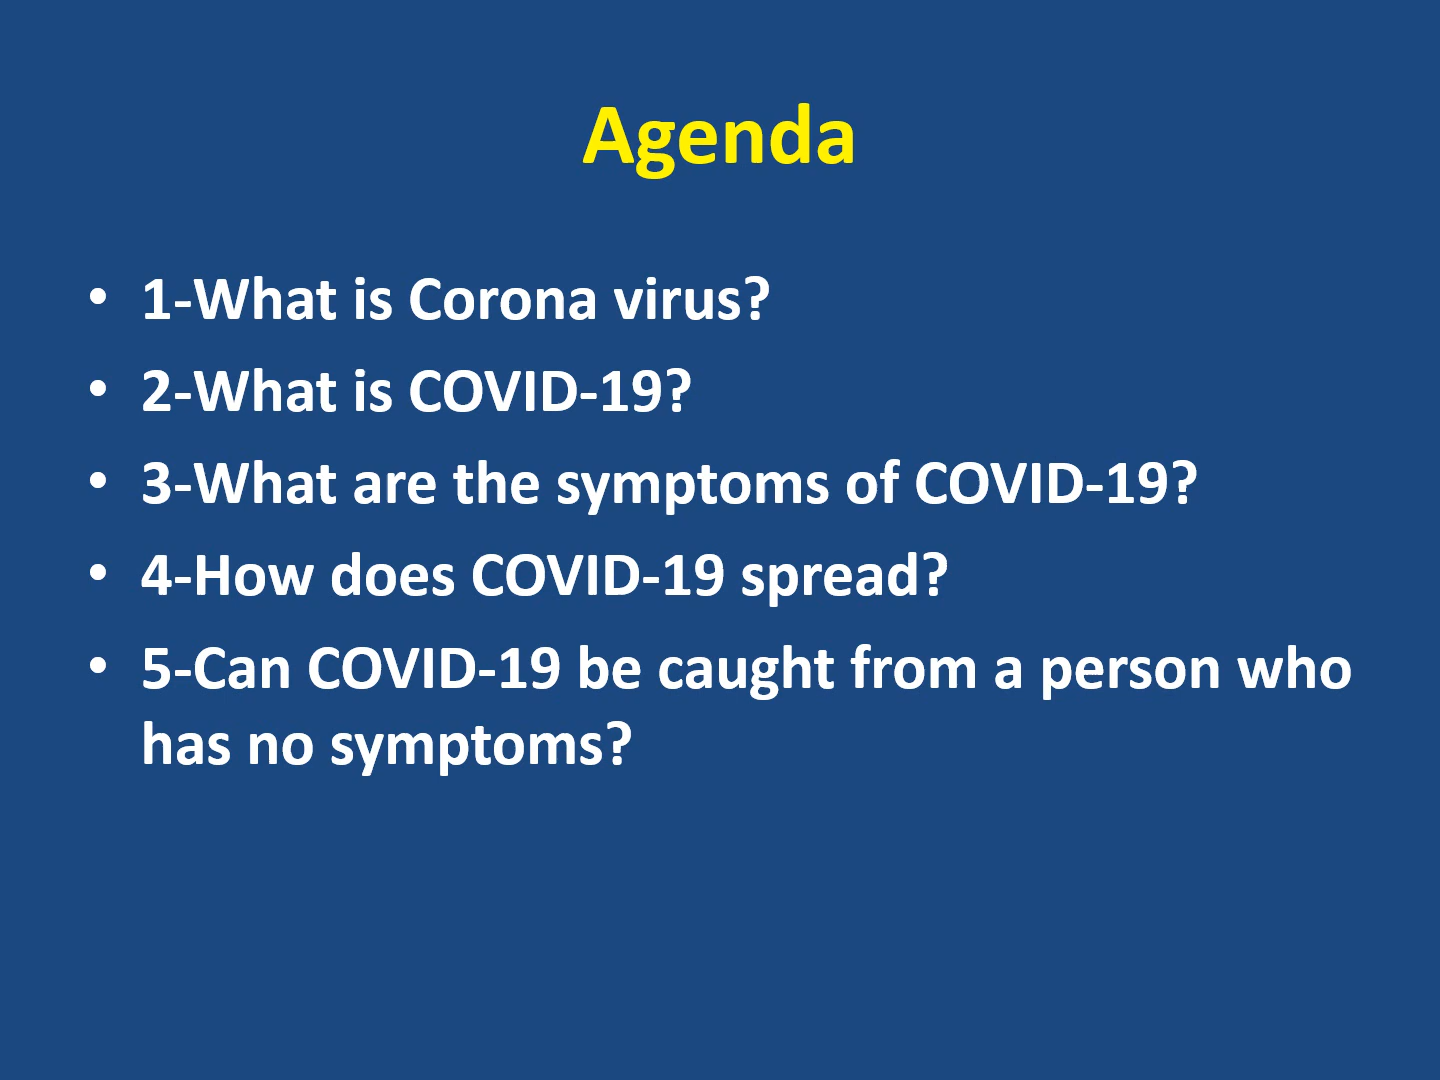 Agenda
• 1-What is Corona virus?
• 2-What is COVID-19?
• 3-What are the symptoms of COVID-19?
• 4-How does COVID-19 spread?
• 5-Can COVID-19 be caught from a person who
has no symptoms?